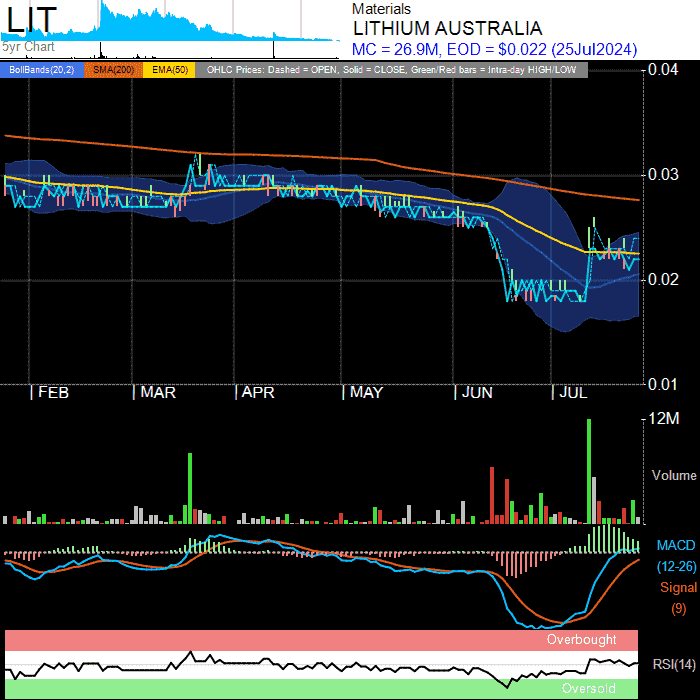 LIT
5yr Chart
Materials
LITHIUM AUSTRALIA
MC = 26.9M, EOD = $0.022 (25Jul2024)
BollBands(20,2) SMA(200) EMA(50) OHLC Prices: Dashed = OPEN, Solid = CLOSE, Green/Red bars = Intra-day HIGH/LOW
0.04
0.03
0.02
0.01
FEB MAR APR MAY JUN JUL
12M
Volume
MACD
(12-26)
Signal
(9)
Overbought
RSI(14)
Oversold